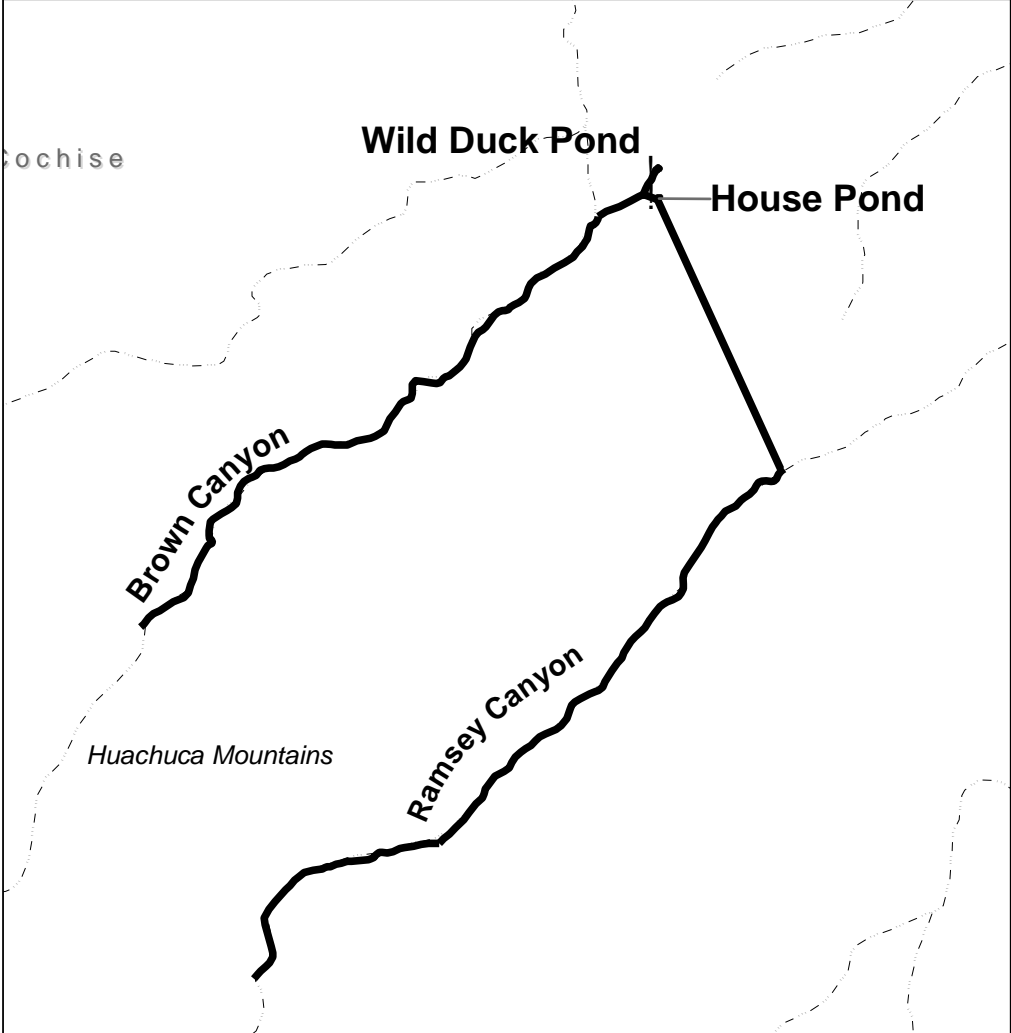 Wild Duck Pond
Cochise
House Pond
Brown Canyon
Ramsey Canyon
Huachuca Mountains